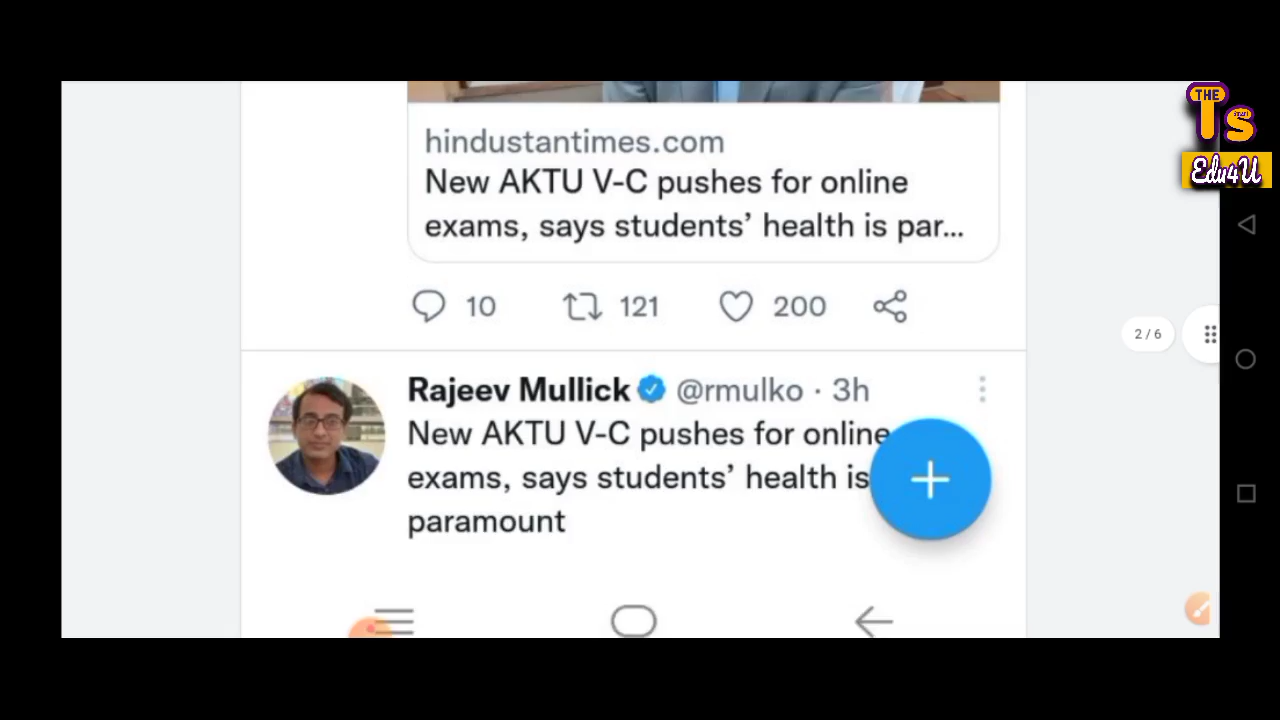 hindustantimes.com
New AKTU V-C pushes for online
exams, says students’ health is par...
10 121 200
Rajeev Mullick @rmulko · 3h
New AKTU V-C pushes for online
exams, says students’ health is
paramount
2 / 6
THE
Ts
Smart
Edu4U